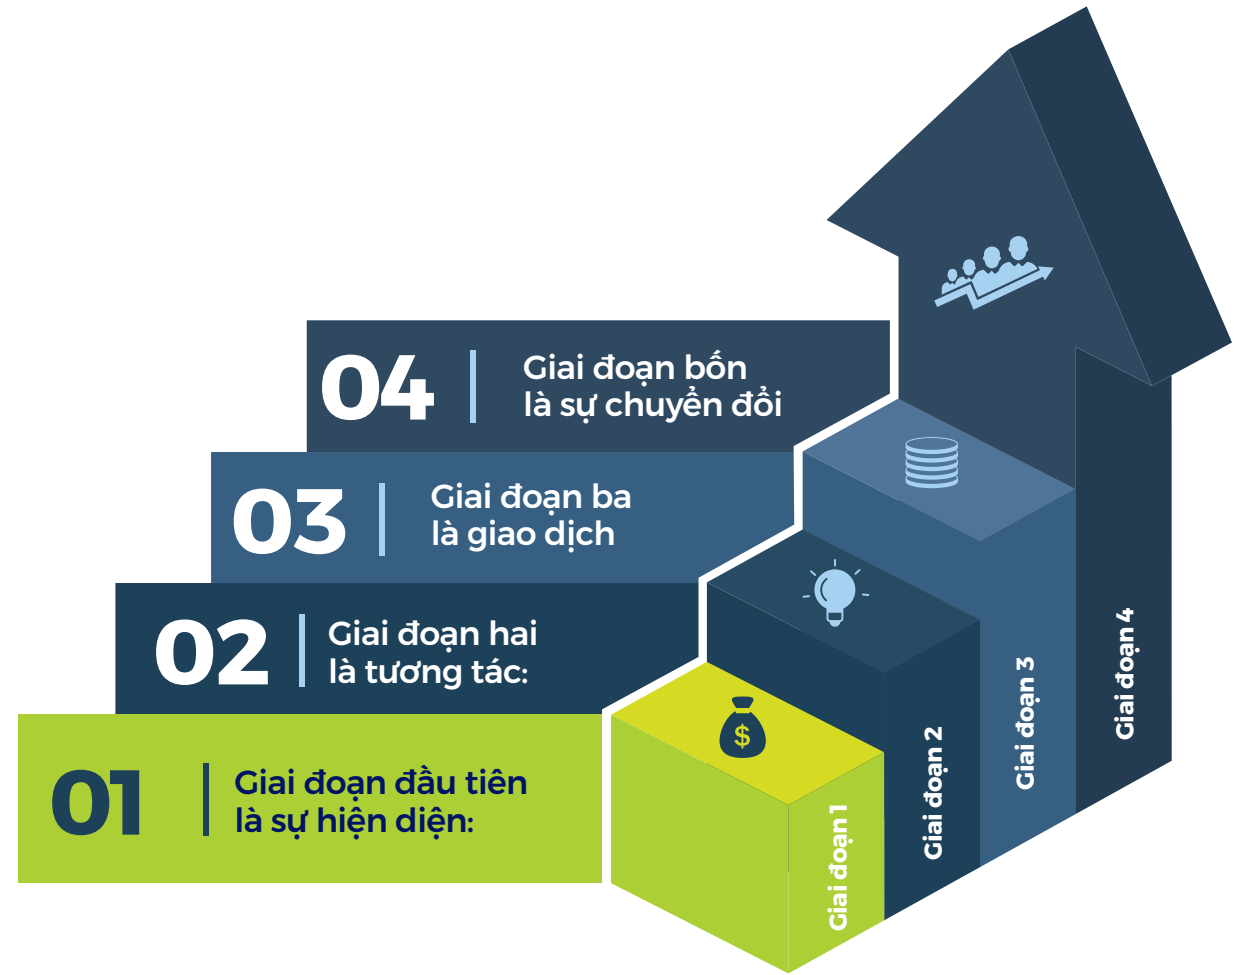 04
Giai đoạn bốn
là sự chuyển đổi
03
Giai đoạn ba
là giao dịch
02
Giai đoạn hai
là tương tác:
01
Giai đoạn đầu tiên
là sự hiện diện:
$
Giai đoạn 1
Giai đoạn 2
Giai đoạn 3
Giai đoạn 4